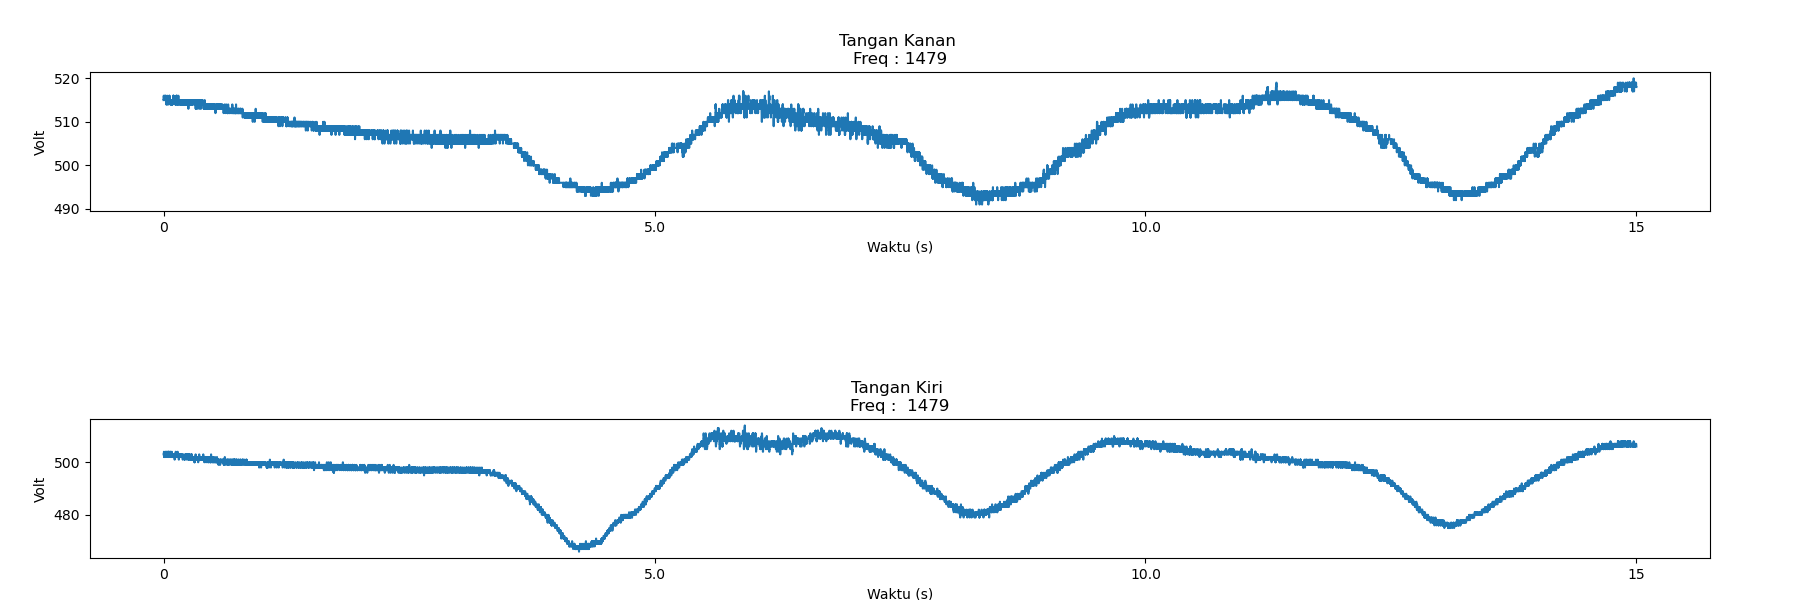 Tangan Kanan
Freq : 1479
520
510
500
490
Volt
0 5.0 10.0 15
Waktu (s)
Tangan Kiri
Freq :  1479
500
480
Volt
0 5.0 10.0 15
Waktu (s)